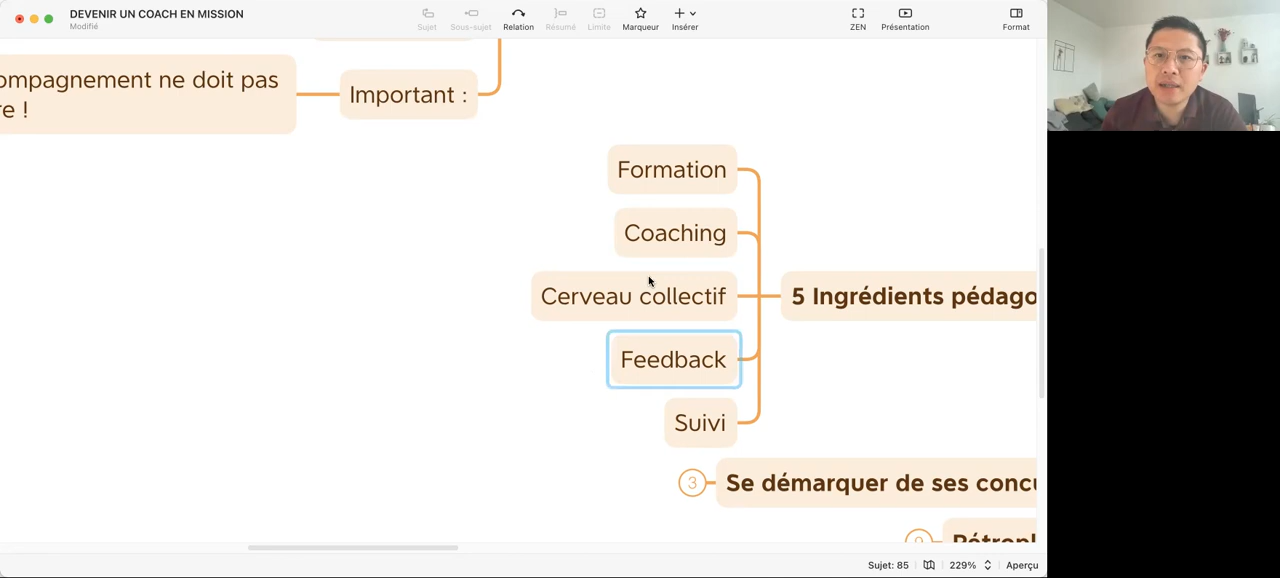 DEVENIR UN COACH EN MISSION
Modifié
Sujet
Sous-sujet
Relation
Résumé
Limite
Marqueur
Insérer
ZEN
Présentation
Format
ompagnement ne doit pas
re !
Important :
Formation
Coaching
Cerveau collectif
5 Ingrédients pédago
Feedback
Suivi
3
Se démarquer de ses conc
Sujet: 85
229%
Aperçu